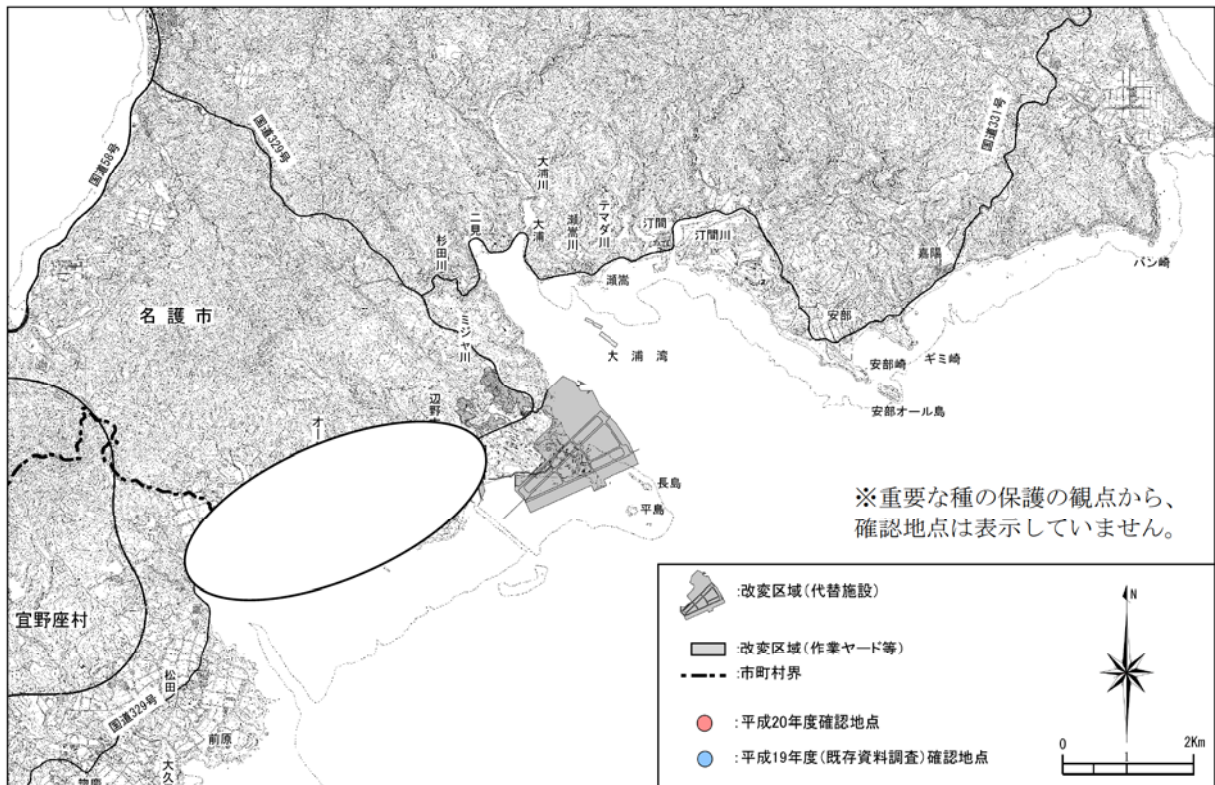 国道58号
国道329号
国道331号
大浦川
二見
大浦
瀬嵩川
テマダ川
汀間
汀間川
杉田川
瀬嵩
嘉陽
バン崎
名護市
ミジャ川
大浦湾
安部
安部崎
ギミ崎
安部オール島
辺野
オー
長島
平島
※重要な種の保護の観点から、
確認地点は表示していません。
宜野座村
松田
国道329号
前原
大久
惣慶
:改変区域(代替施設)
:改変区域(作業ヤード等)
:市町村界
:平成20年度確認地点
:平成19年度(既存資料調査)確認地点
N
0 1 2Km